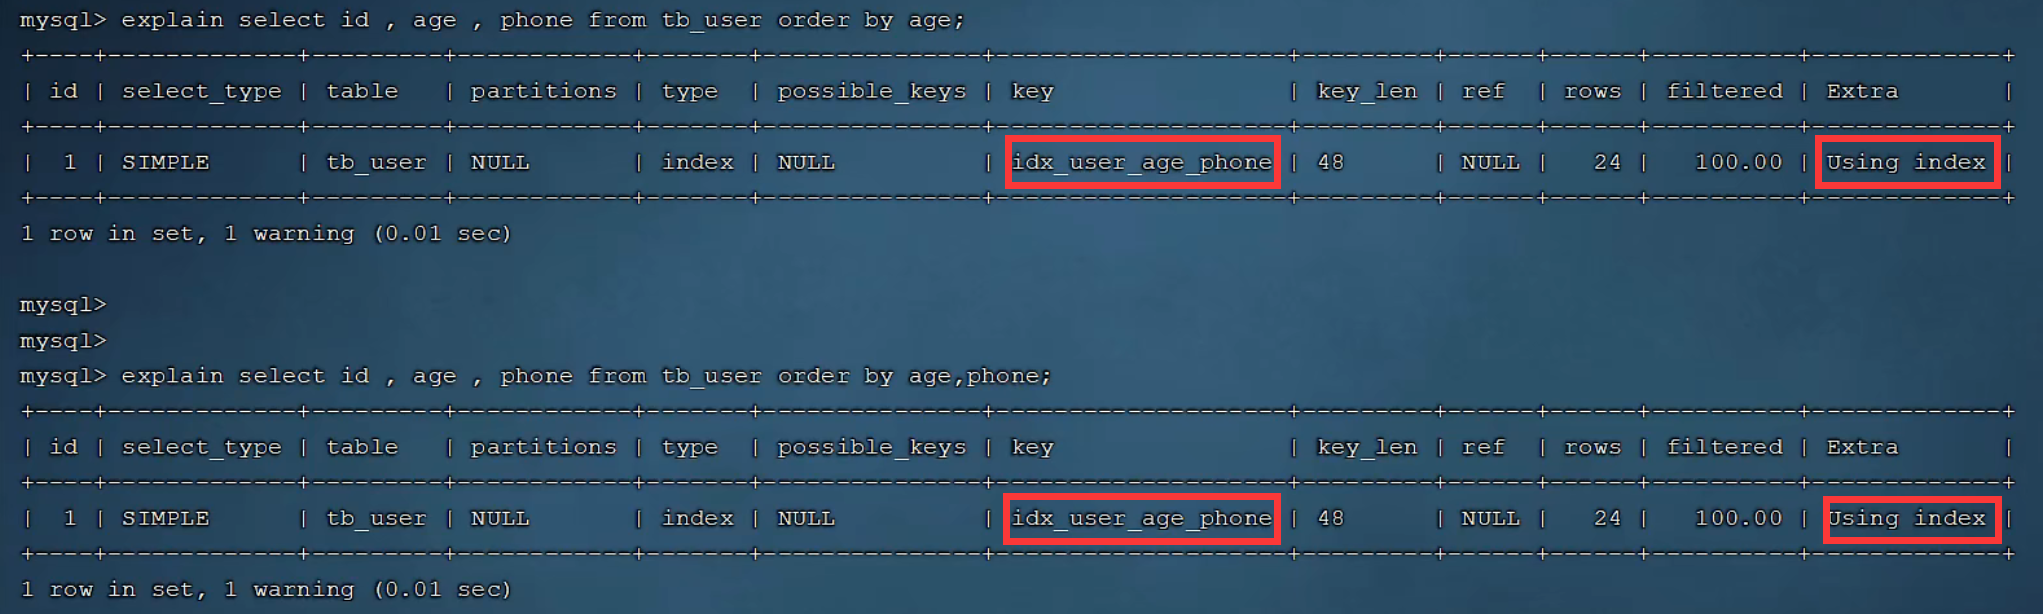 mysql> explain select id , age , phone from tb_user order by age;
+----+-------------+---------+------------+-------+---------------+--------------------+---------+------+------+----------+-------------+
| id | select_type | table   | partitions | type  | possible_keys | key                | key_len | ref  | rows | filtered | Extra       |
+----+-------------+---------+------------+-------+---------------+--------------------+---------+------+------+----------+-------------+
|  1 | SIMPLE      | tb_user | NULL       | index | NULL          | idx_user_age_phone | 48      | NULL |   24 |   100.00 | Using index |
+----+-------------+---------+------------+-------+---------------+--------------------+---------+------+------+----------+-------------+
1 row in set, 1 warning (0.01 sec)
mysql>
mysql>
mysql> explain select id , age , phone from tb_user order by age,phone;
+----+-------------+---------+------------+-------+---------------+--------------------+---------+------+------+----------+-------------+
| id | select_type | table   | partitions | type  | possible_keys | key                | key_len | ref  | rows | filtered | Extra       |
+----+-------------+---------+------------+-------+---------------+--------------------+---------+------+------+----------+-------------+
|  1 | SIMPLE      | tb_user | NULL       | index | NULL          | idx_user_age_phone | 48      | NULL |   24 |   100.00 | Using index |
+----+-------------+---------+------------+-------+---------------+--------------------+---------+------+------+----------+-------------+
1 row in set, 1 warning (0.01 sec)